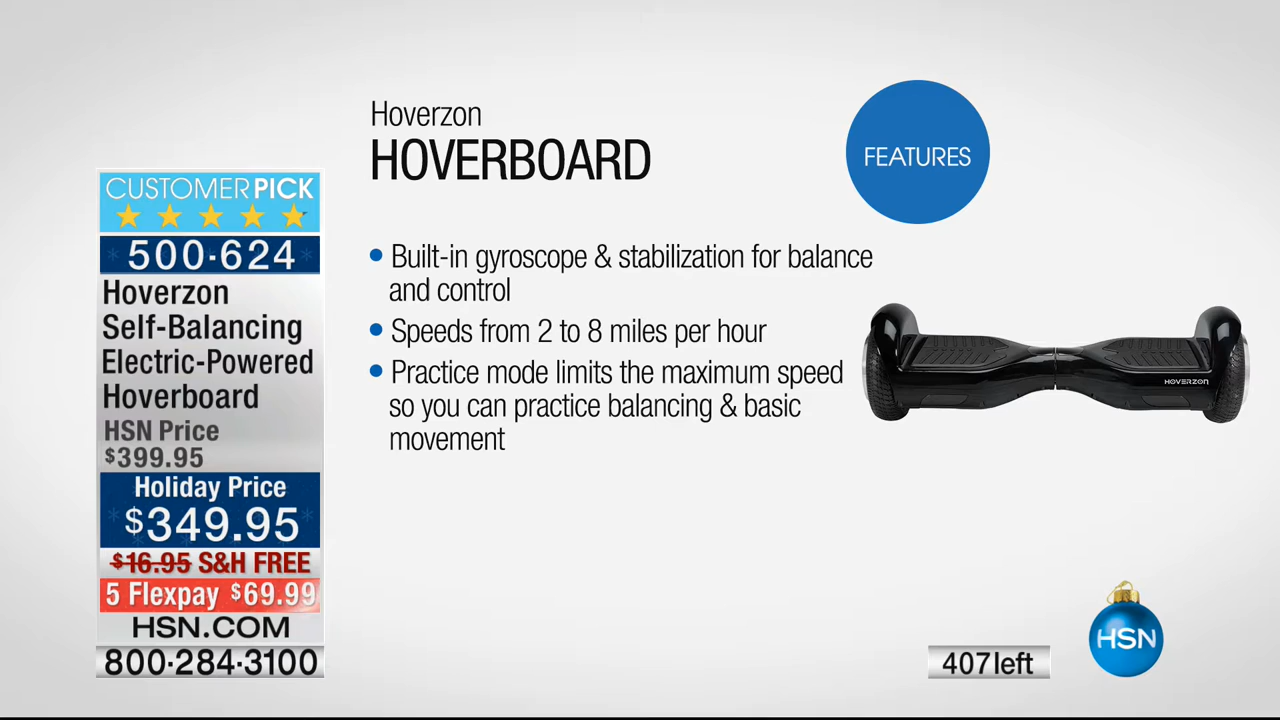 Hoverzon
HOVERBOARD
FEATURES
CUSTOMER PICK
500·624
Hoverzon
Self-Balancing
Electric-Powered
Hoverboard
HSN Price
$399.95
Holiday Price
$349.95
$16.95 S&H FREE
5 Flexpay $69.99
HSN.COM
800·284·3100
• Built-in gyroscope & stabilization for balance
and control
• Speeds from 2 to 8 miles per hour
• Practice mode limits the maximum speed
so you can practice balancing & basic
movement
HOVERZON
HSN
407 left